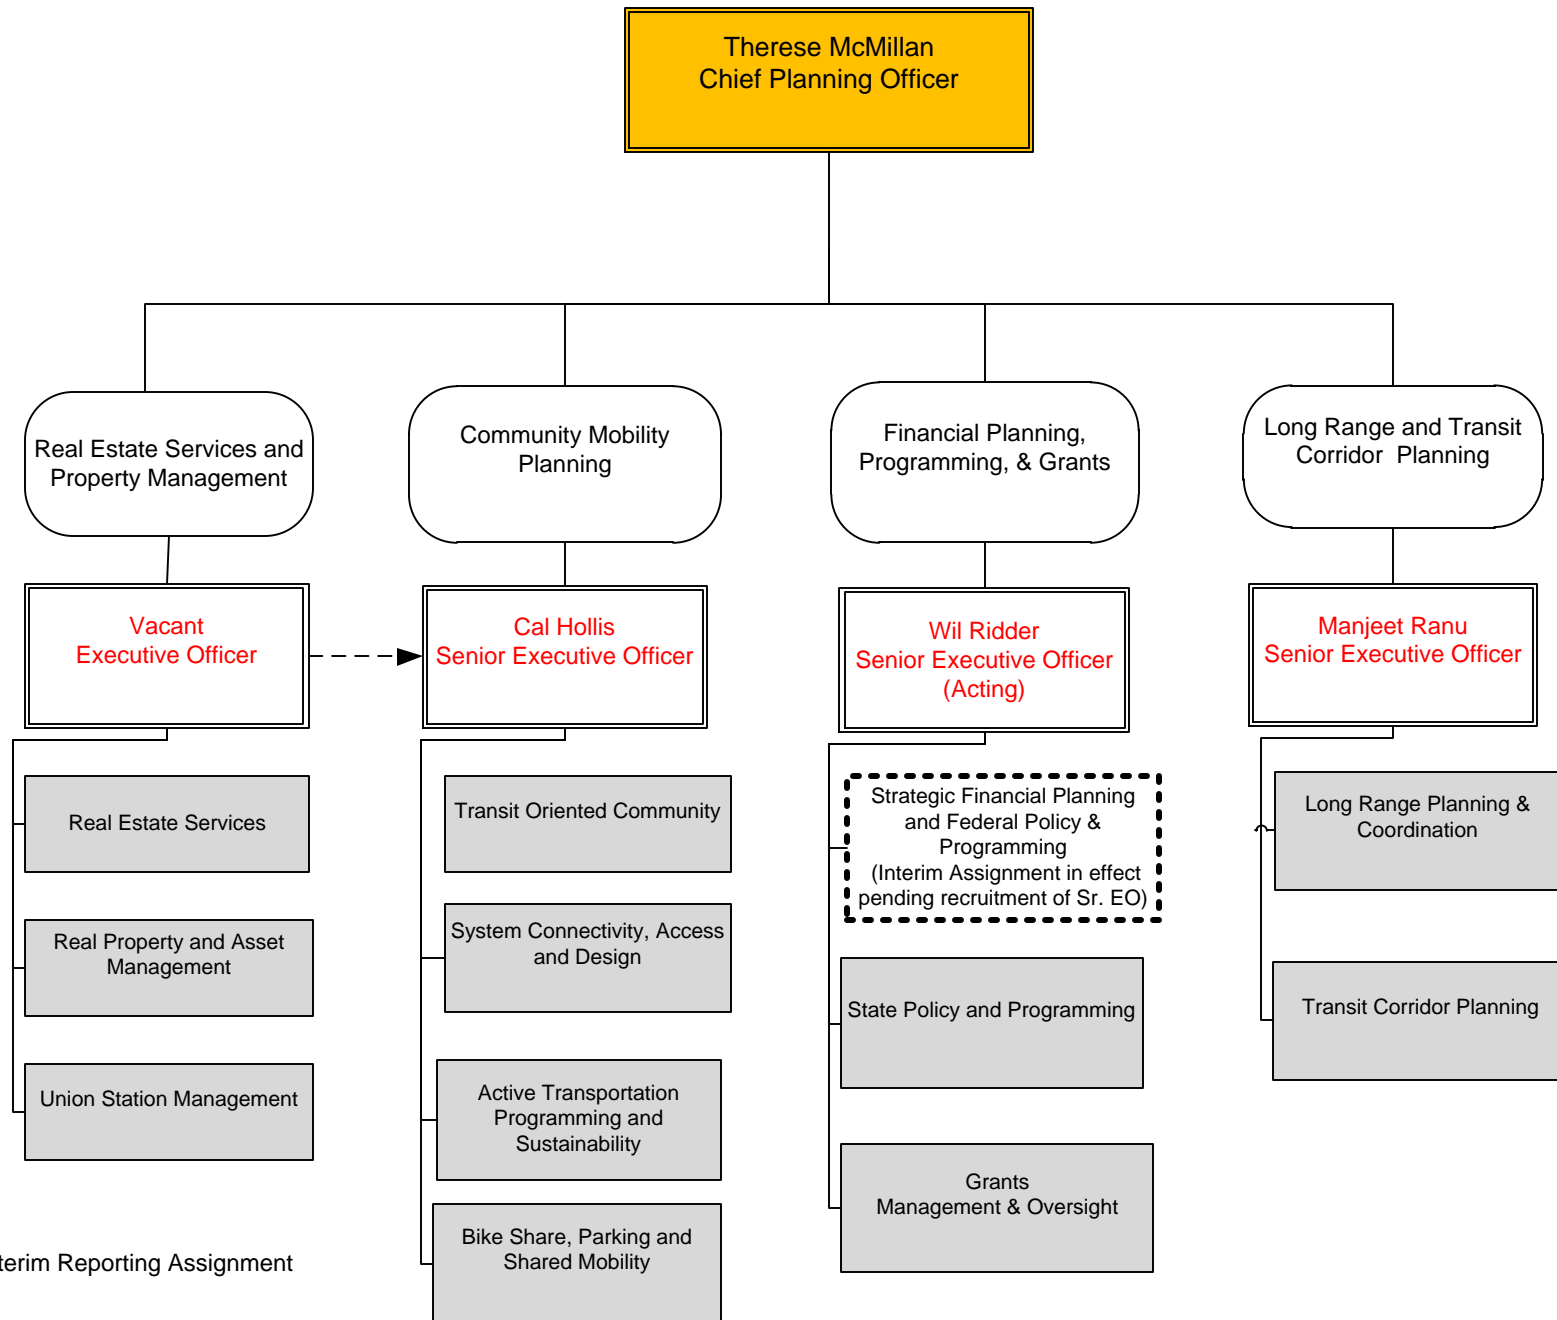 Therese McMillan
Chief Planning Officer
Real Estate Services and
Property Management
Community Mobility
Planning
Financial Planning,
Programming, & Grants
Long Range and Transit
Corridor Planning
Vacant
Executive Officer
Cal Hollis
Senior Executive Officer
Wil Ridder
Senior Executive Officer
(Acting)
Manjeet Ranu
Senior Executive Officer
Real Estate Services
Real Property and Asset
Management
Union Station Management
Transit Oriented Community
System Connectivity, Access
and Design
Active Transportation
Programming and
Sustainability
Bike Share, Parking and
Shared Mobility
Strategic Financial Planning
and Federal Policy &
Programming
(Interim Assignment in effect
pending recruitment of Sr. EO)
State Policy and Programming
Grants
Management & Oversight
Long Range Planning &
Coordination
Transit Corridor Planning
terim Reporting Assignment